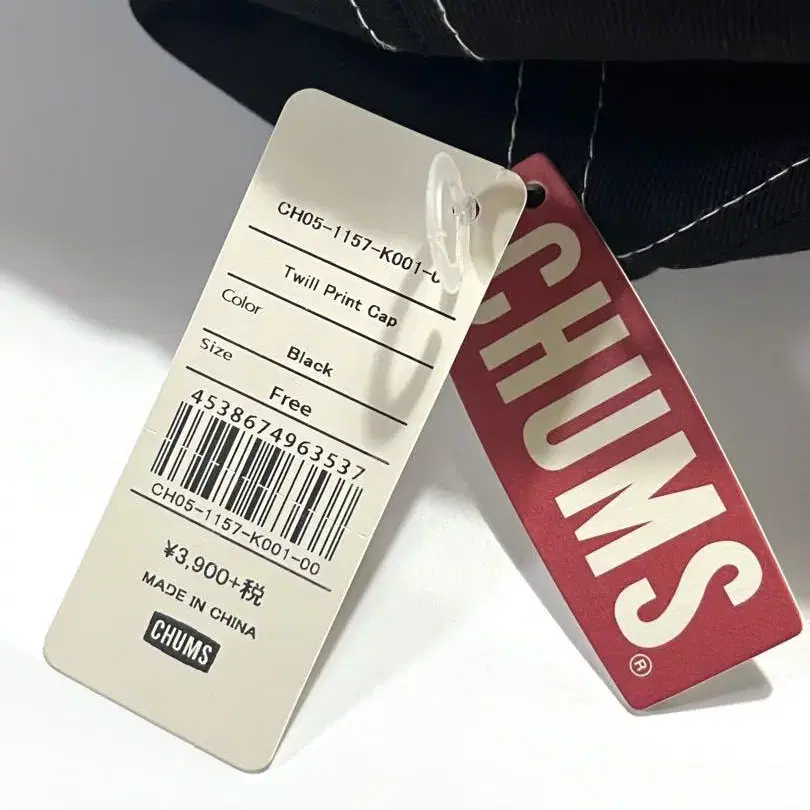 CH05-1157-K001-0
Twill Print Cap
Color
Black
Size
Free
4538674963537
CH05-1157-K001-00
¥3,900+税
MADE IN CHINA
CHUMS
CHUMS®